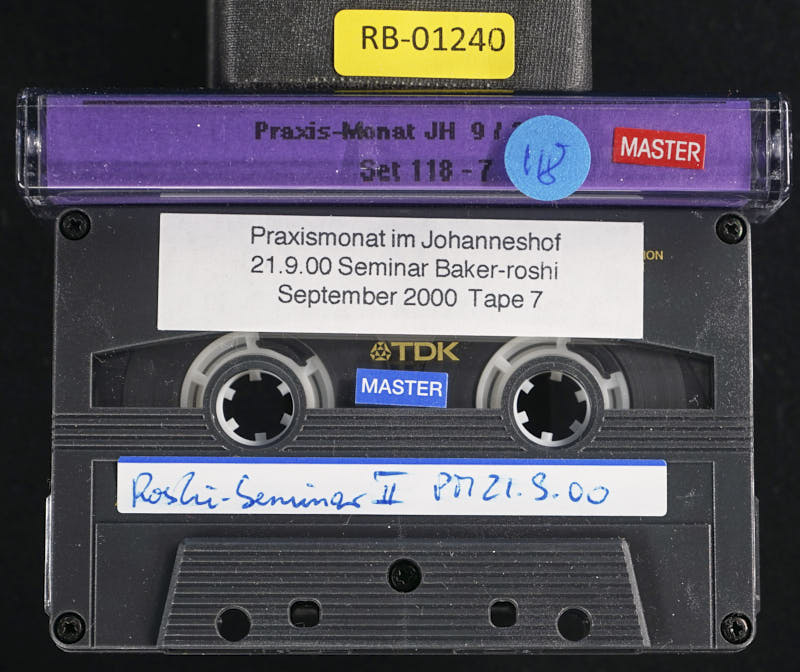 RB-01240
Praxis-Monat JH 9 /
Set 118 - 7
118
MASTER
Praxismonat im Johanneshof
21.9.00 Seminar Baker-roshi
September 2000 Tape 7
ION
TDK
MASTER
Roshi-Seminar II PM 21.9.00